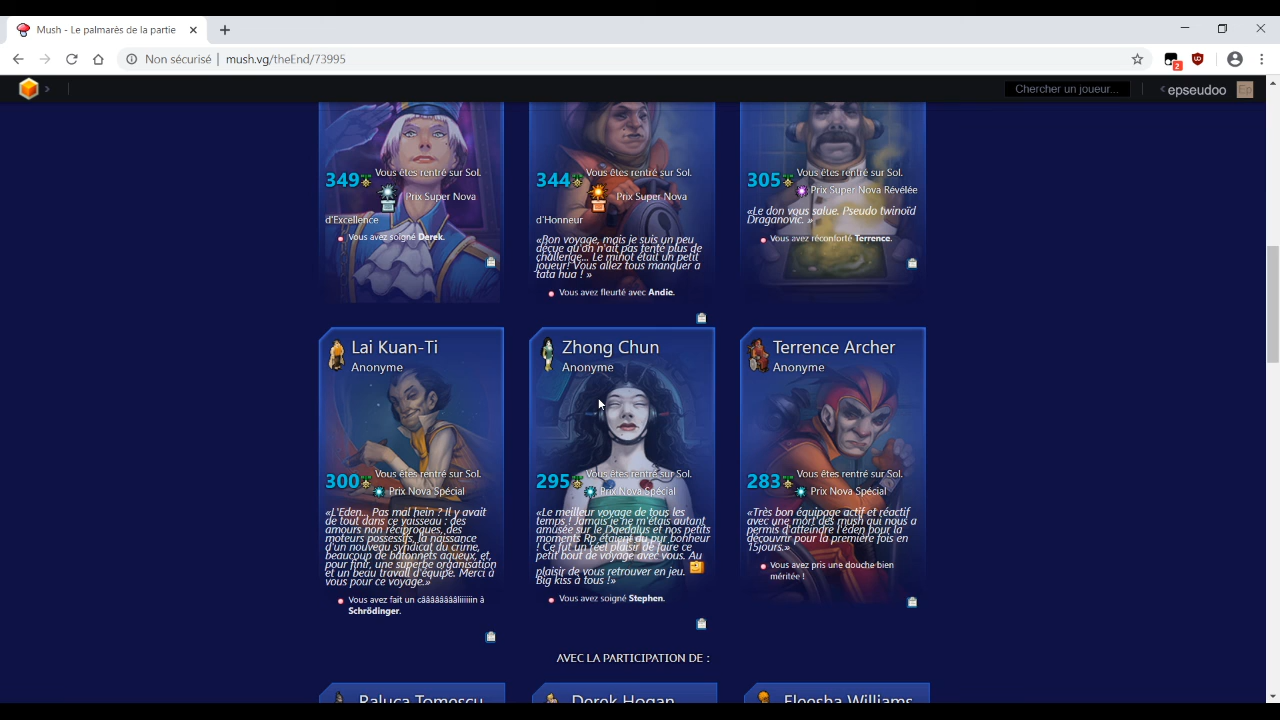 Mush - Le palmarès de la partie
Non sécurisé | mush.vg/theEnd/73995
2
Chercher un joueur...
epseudoo
En
349 Vous êtes rentré sur Sol.
Prix Super Nova
d'Excellence
Vous avez soigné Derek.
344 Vous êtes rentré sur Sol.
Prix Super Nova
d'Honneur
«Bon voyage, mais je suis un peu
déçue qu'on n'ait pas tenté plus de
challenge... Le minot était un petit
joueur! Vous allez tous manquer a
tata hua ! »
Vous avez fleurté avec Andie.
305 Vous êtes rentré sur Sol.
Prix Super Nova Révélée
«Le don vous salue. Pseudo twinoïd
Draganovic. »
Vous avez réconforté Terrence.
Lai Kuan-Ti
Anonyme
300 Vous êtes rentré sur Sol.
Prix Nova Spécial
«L'Eden... Pas mal hein ? Il y avait
de tout dans ce vaisseau : des
amours non réciproques, des
moteurs possessifs, la naissance
d'un nouveau syndicat du crime,
beaucoup de bâtonnets aqueux, et,
pour finir, une superbe organisation
et un beau travail d'équipe. Merci à
vous pour ce voyage.»
Vous avez fait un câââââââââliiiiiin à
Schrödinger.
Zhong Chun
Anonyme
295 Vous êtes rentré sur Sol.
Prix Nova Spécial
«Le meilleur voyage de tous les
temps ! Jamais je ne m'étais autant
amusée sur le Daedalus et nos petits
moments Rp étaient du pur bonheur
! Ce fut un réel plaisir de faire ce
petit bout de voyage avec vous. Au
plaisir de vous retrouver en jeu.
Big kiss à tous !»
Vous avez soigné Stephen.
Terrence Archer
Anonyme
283 Vous êtes rentré sur Sol.
Prix Nova Spécial
«Très bon équipage actif et réactif
avec une mort des mush qui nous a
permis d'atteindre l'éden pour la
découvrir pour la première fois en
15jours.»
Vous avez pris une douche bien
méritée !
AVEC LA PARTICIPATION DE :
Raluca Tomescu
Derek Hogan
Eleesha Williams